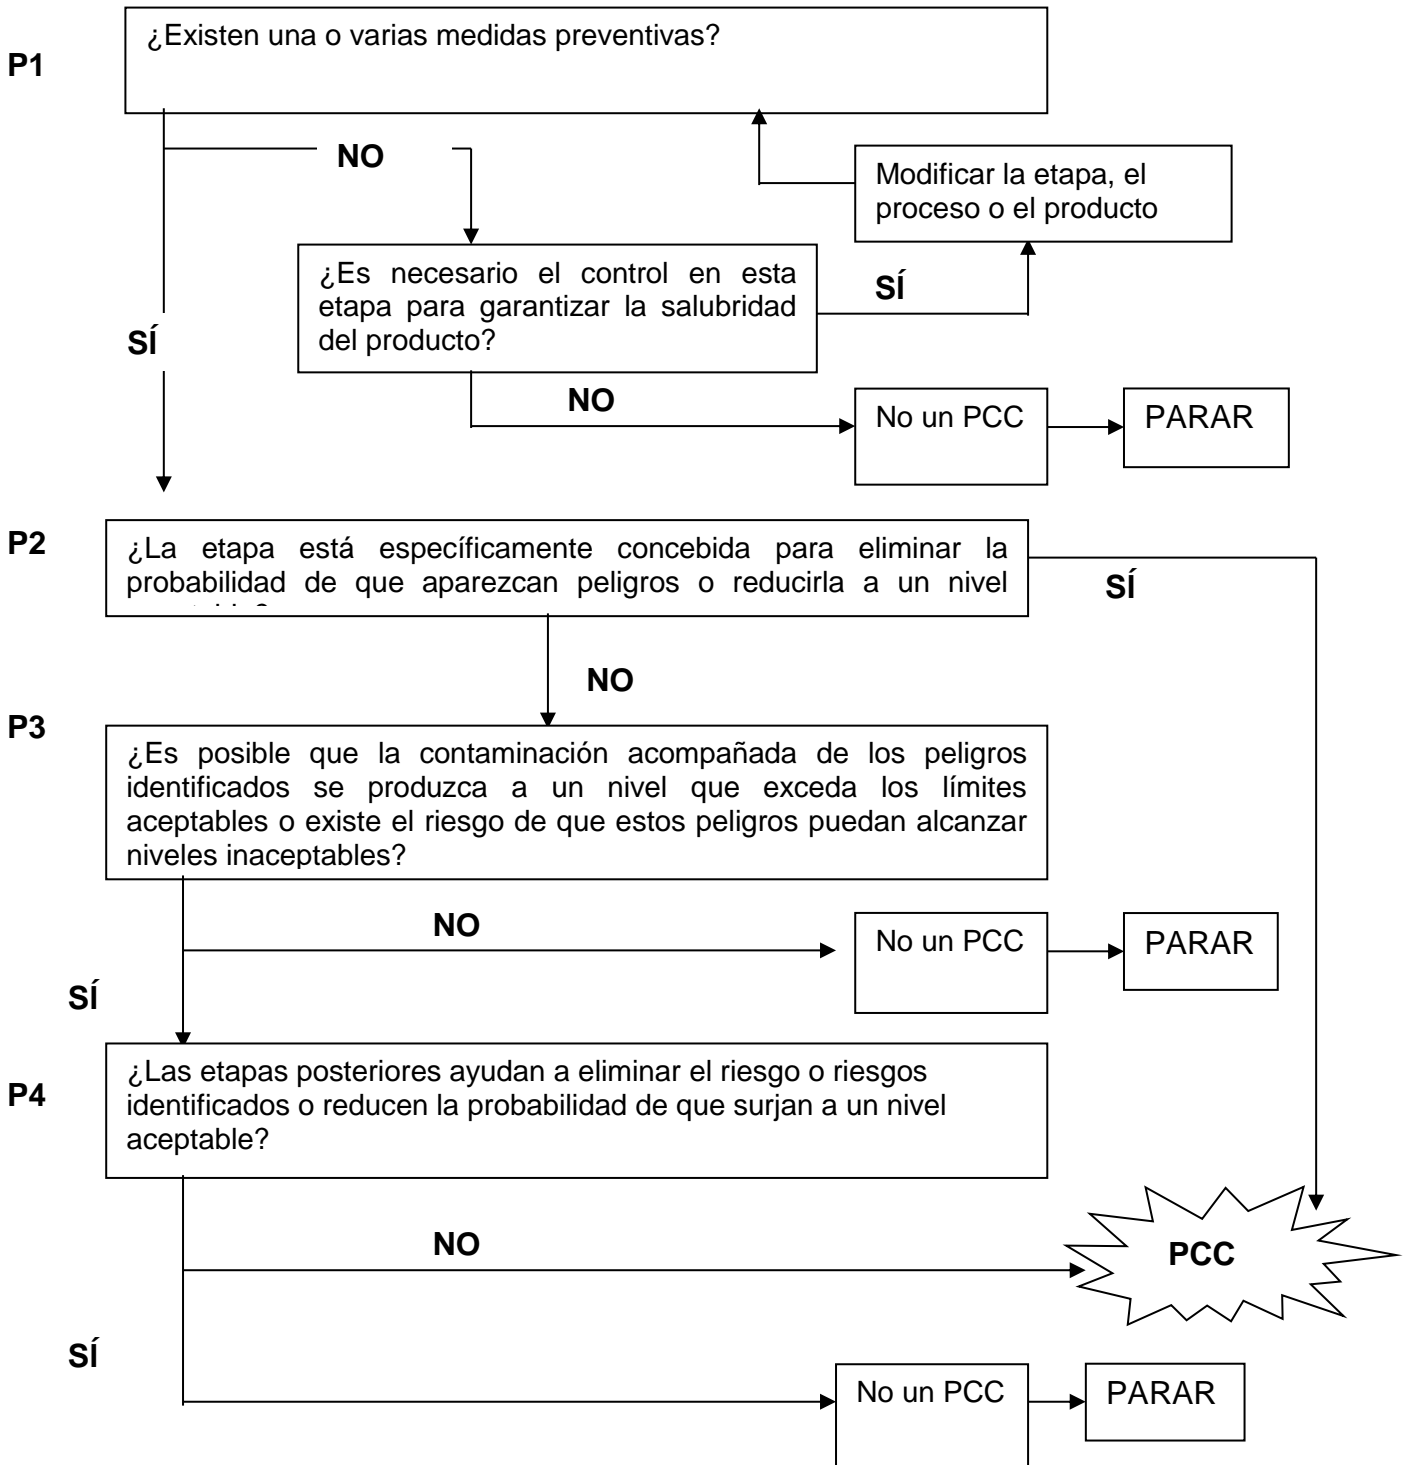 ¿Existen una o varias medidas preventivas?
P1
NO
Modificar la etapa, el
proceso o el producto
¿Es necesario el control en esta
etapa para garantizar la salubridad
del producto?
SÍ
SÍ
NO
No un PCC
PARAR
P2
¿La etapa está específicamente concebida para eliminar la
probabilidad de que aparezcan peligros o reducirla a un nivel
SÍ
NO
P3
¿Es posible que la contaminación acompañada de los peligros
identificados se produzca a un nivel que exceda los límites
aceptables o existe el riesgo de que estos peligros puedan alcanzar
niveles inaceptables?
NO
No un PCC
PARAR
SÍ
P4
¿Las etapas posteriores ayudan a eliminar el riesgo o riesgos
identificados o reducen la probabilidad de que surjan a un nivel
aceptable?
NO
PCC
SÍ
No un PCC
PARAR